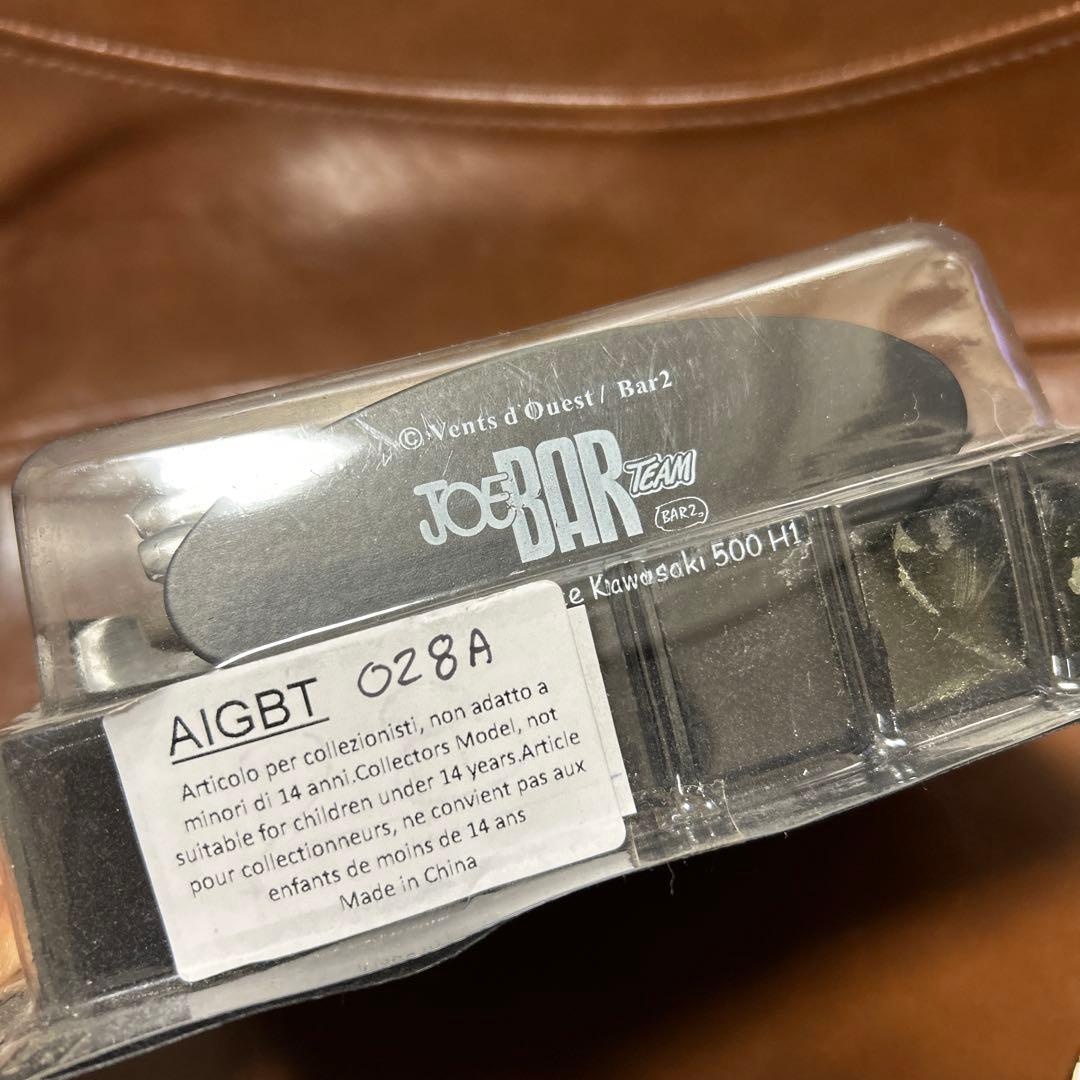 © Vents d'Ouest / Bar2
JOE BAR TEAM
BAR2
e Kawasaki 500 H1
AIGBT 028A
Articolo per collezionisti, non adatto a
minori di 14 anni.Collectors Model, not
suitable for children under 14 years.Article
pour collectionneurs, ne convient pas aux
enfants de moins de 14 ans
Made in China